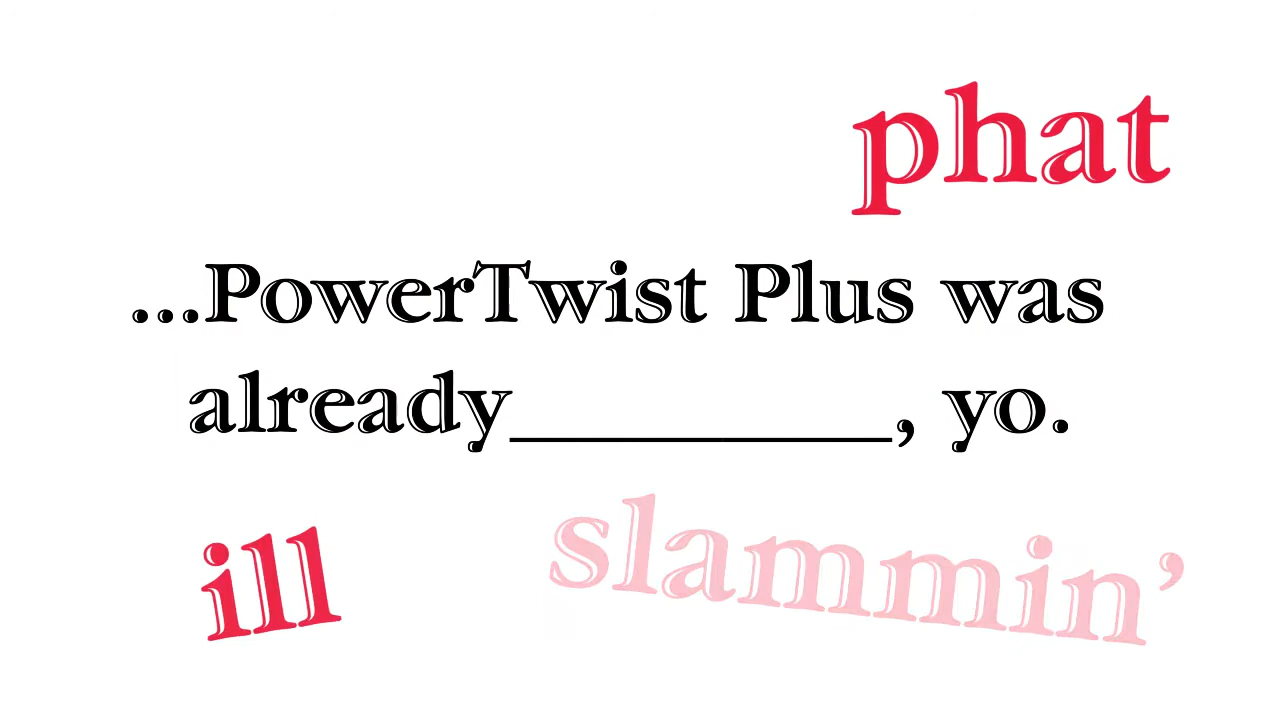 phat
...PowerTwist Plus was
already__________, yo.
ill
slammin’